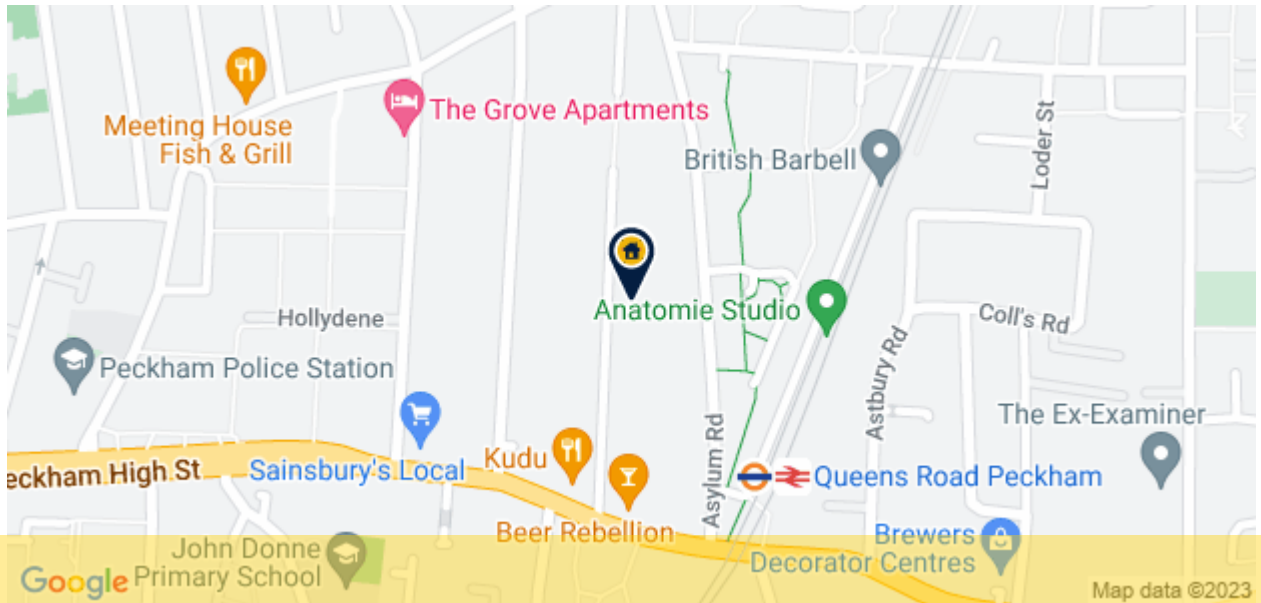 Meeting House
Fish & Grill
The Grove Apartments
British Barbell
Loder St
Anatomie Studio
Hollydene
Coll's Rd
Peckham Police Station
Astbury Rd
The Ex-Examiner
eckham High St
Sainsbury's Local
Kudu
Asylum Rd
Queens Road Peckham
Beer Rebellion
Brewers
Decorator Centres
John Donne
Primary School
Google
Map data ©2023